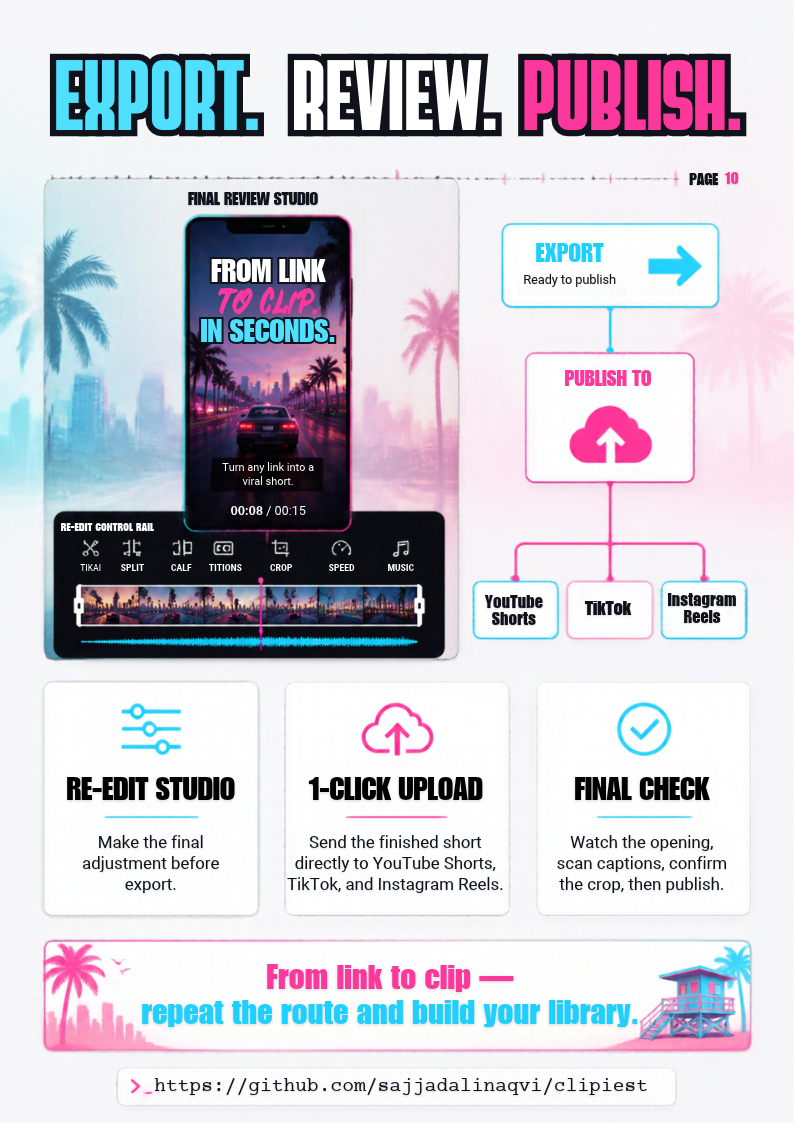 EXPORT. REVIEW. PUBLISH.
PAGE 10
FINAL REVIEW STUDIO
FROM LINK
TO CLIP.
IN SECONDS.
Turn any link into a
viral short.
00:08 / 00:15
RE-EDIT CONTROL RAIL
TIKAI SPLIT CALF TITIONS CROP SPEED MUSIC
EXPORT
Ready to publish
PUBLISH TO
YouTube
Shorts
TikTok
Instagram
Reels
RE-EDIT STUDIO
Make the final
adjustment before
export.
1-CLICK UPLOAD
Send the finished short
directly to YouTube Shorts,
TikTok, and Instagram Reels.
FINAL CHECK
Watch the opening,
scan captions, confirm
the crop, then publish.
From link to clip —
repeat the route and build your library.
>_https://github.com/sajjadalinaqvi/clipiest